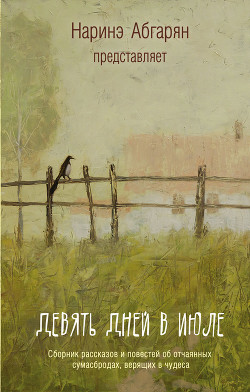 Наринэ Абгарян
представляет
ДЕВЯТЬ ДНЕЙ В ИЮЛЕ
Сборник рассказов и повестей об отчаянных
сумасбродах, верящих в чудеса